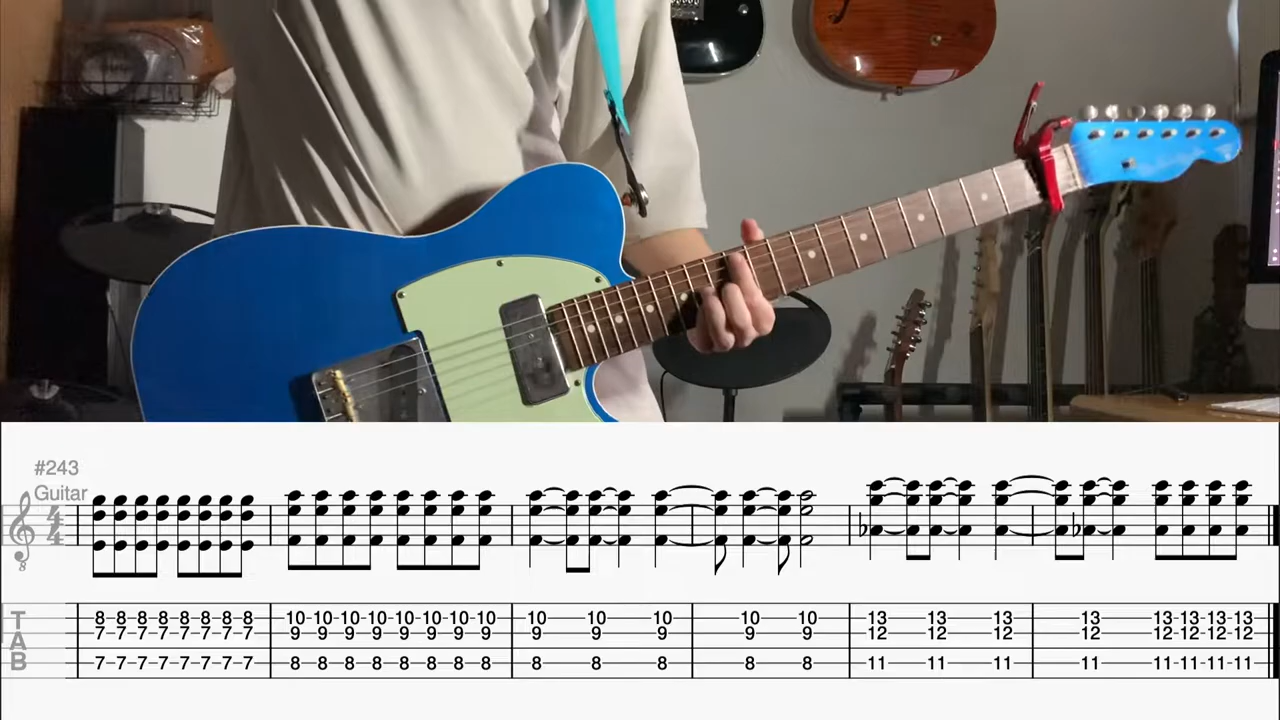 #243
Guitar
4
4
8
T 8-8-8-8-8-8-8-8 10-10-10-10-10-10-10-10 10 10 10 10 10 13 13 13 13 13-13-13-13
A 7-7-7-7-7-7-7-7 9-9-9-9-9-9-9-9 9 9 9 9 9 12 12 12 12 12-12-12-12
B 7-7-7-7-7-7-7-7 8-8-8-8-8-8-8-8 8 8 8 8 8 11 11 11 11 11-11-11-11